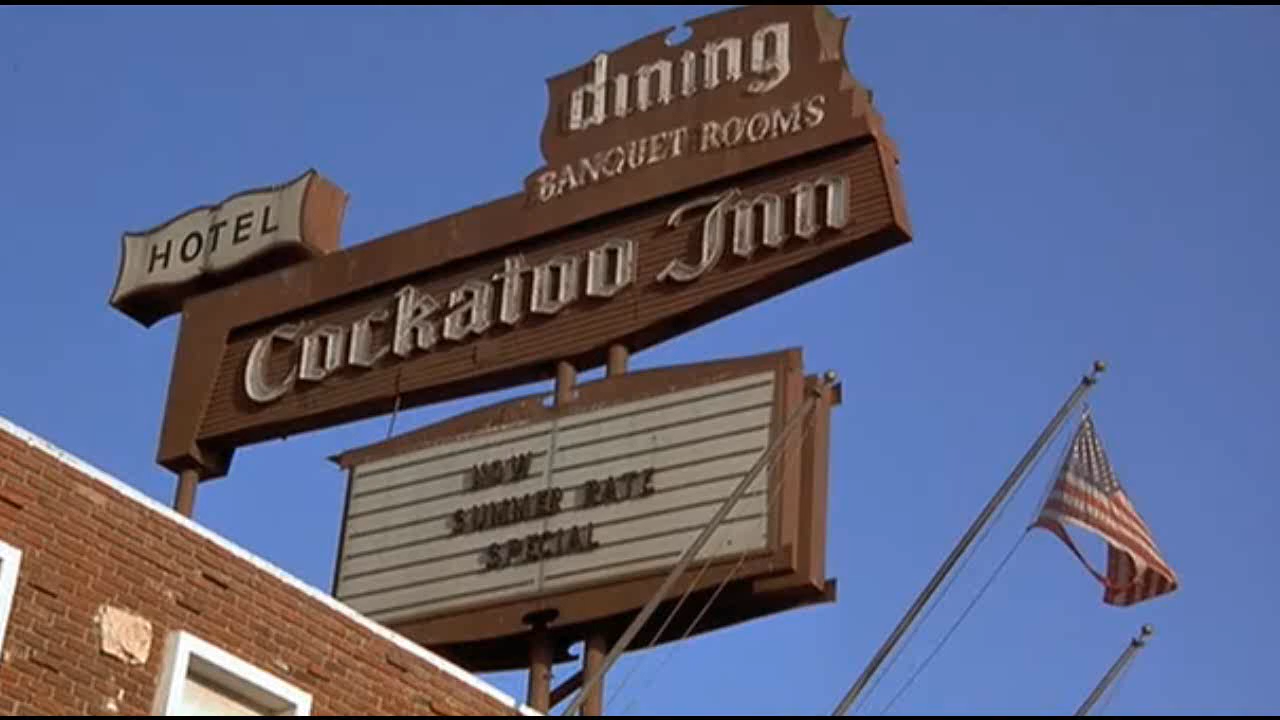 dining
BANQUET ROOMS
HOTEL
Cockatoo Inn
NOW
SUMMER RATE
SPECIAL